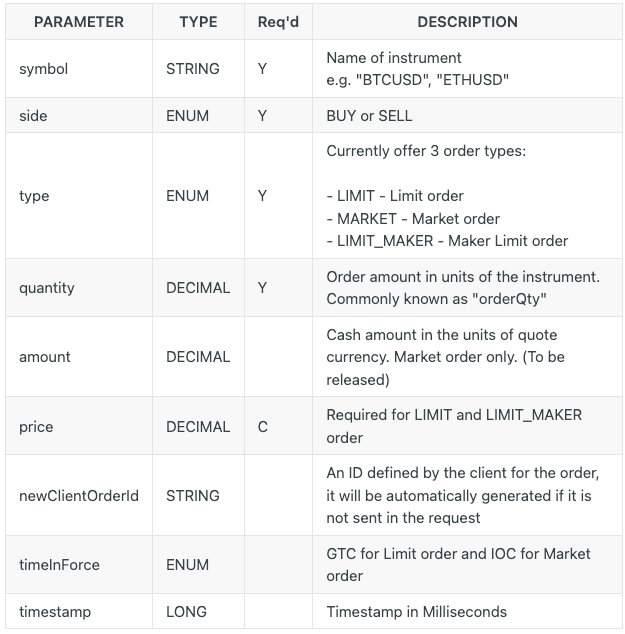 PARAMETER TYPE Req'd DESCRIPTION
symbol STRING Y Name of instrument
e.g. "BTCUSD", "ETHUSD"
side ENUM Y BUY or SELL
type ENUM Y Currently offer 3 order types:
- LIMIT - Limit order
- MARKET - Market order
- LIMIT_MAKER - Maker Limit order
quantity DECIMAL Y Order amount in units of the instrument.
Commonly known as "orderQty"
amount DECIMAL Cash amount in the units of quote
currency. Market order only. (To be
released)
price DECIMAL C Required for LIMIT and LIMIT_MAKER
order
newClientOrderId STRING An ID defined by the client for the order,
it will be automatically generated if it is
not sent in the request
timeInForce ENUM GTC for Limit order and IOC for Market
order
timestamp LONG Timestamp in Milliseconds